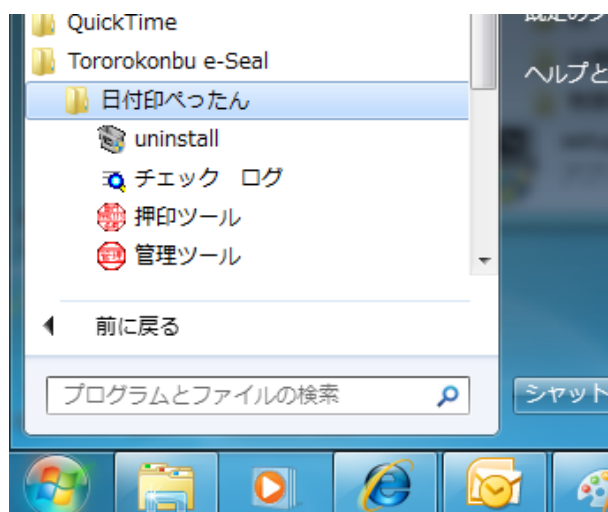 QuickTime
Tororokonbu e-Seal
日付印ぺったん
uninstall
チェック ログ
押印ツール
管理ツール
前に戻る
プログラムとファイルの検索
ヘルプと
シャット